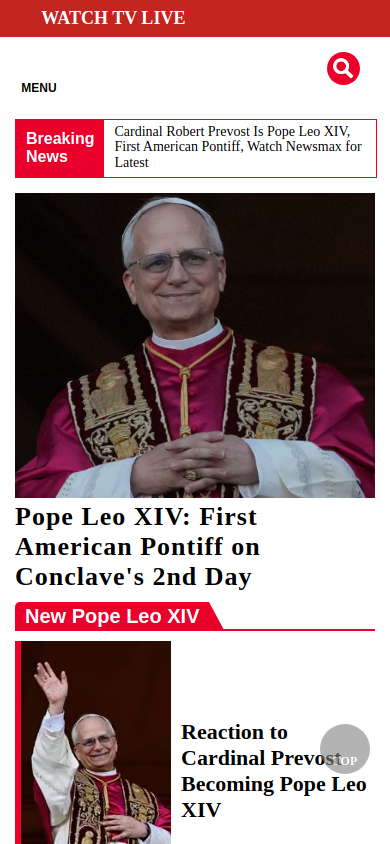 WATCH TV LIVE
MENU
Breaking
News
Cardinal Robert Prevost Is Pope Leo XIV,
First American Pontiff, Watch Newsmax for
Latest
Pope Leo XIV: First
American Pontiff on
Conclave's 2nd Day
New Pope Leo XIV
Reaction to
Cardinal Prevost
TOP
Becoming Pope Leo
XIV